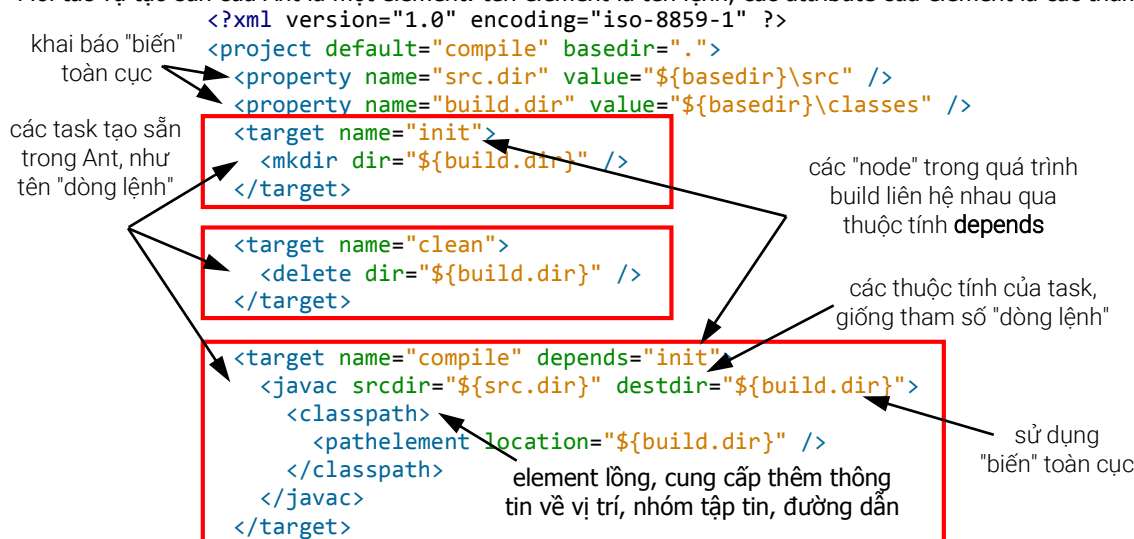 <?xml version="1.0" encoding="iso-8859-1" ?>
khai báo "biến"
toàn cục
<project default="compile" basedir=".">
<property name="src.dir" value="${basedir}\src" />
<property name="build.dir" value="${basedir}\classes" />
các task tạo sẵn
trong Ant, như
tên "dòng lệnh"
<target name="init">
<mkdir dir="${build.dir}" />
</target>
các "node" trong quá trình
build liên hệ nhau qua
thuộc tính depends
<target name="clean">
<delete dir="${build.dir}" />
</target>
các thuộc tính của task,
giống tham số "dòng lệnh"
<target name="compile" depends="init">
<javac srcdir="${src.dir}" destdir="${build.dir}">
<classpath>
<pathelement location="${build.dir}" />
</classpath>
</javac>
</target>
sử dụng
"biến" toàn cục
element lồng, cung cấp thêm thông
tin về vị trí, nhóm tập tin, đường dẫn